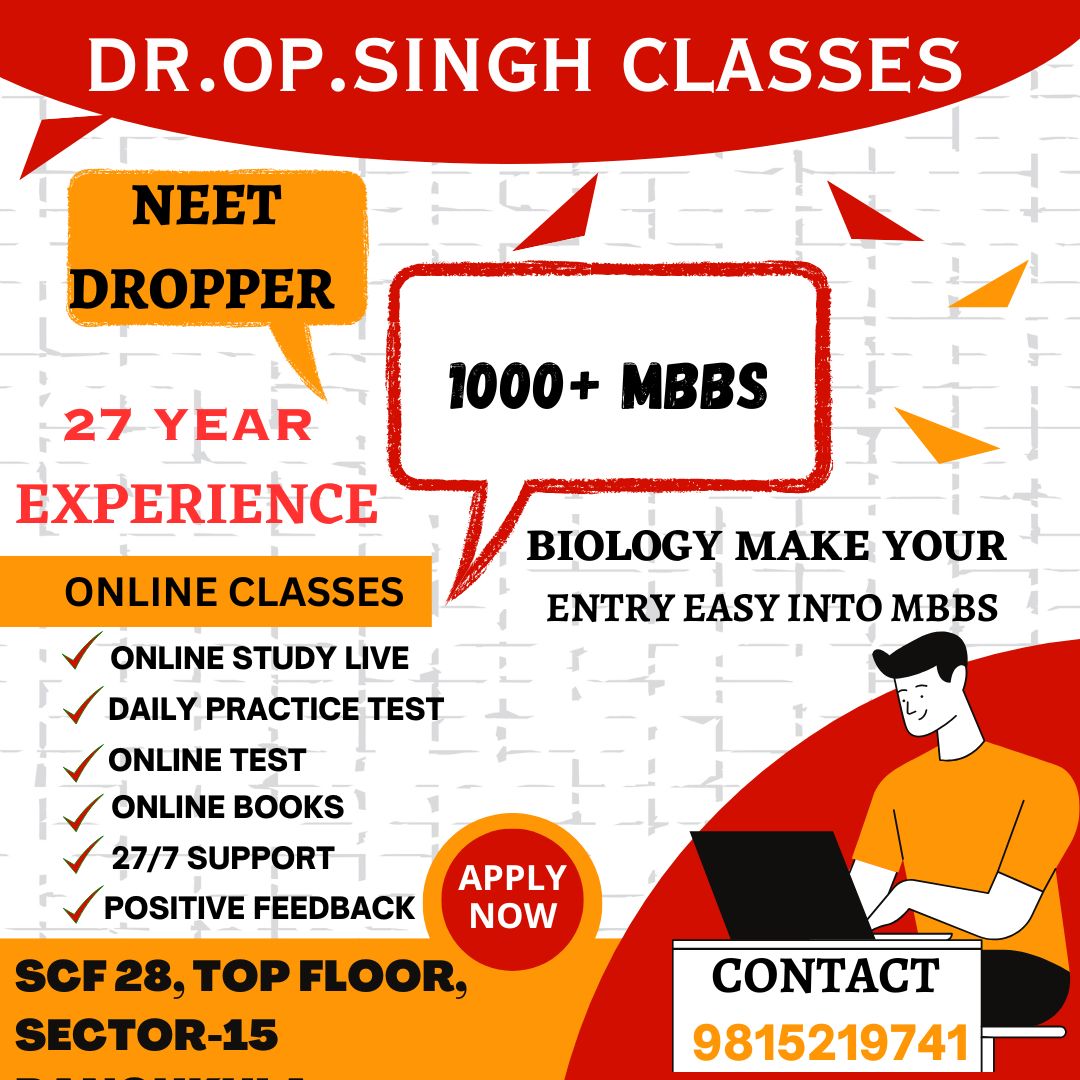 DR.OP.SINGH CLASSES
NEET
DROPPER
1000+ MBBS
27 YEAR
EXPERIENCE
BIOLOGY MAKE YOUR
ENTRY EASY INTO MBBS
ONLINE CLASSES
ONLINE STUDY LIVE
DAILY PRACTICE TEST
ONLINE TEST
ONLINE BOOKS
27/7 SUPPORT
POSITIVE FEEDBACK
APPLY
NOW
SCF 28, TOP FLOOR,
SECTOR-15
CONTACT
9815219741